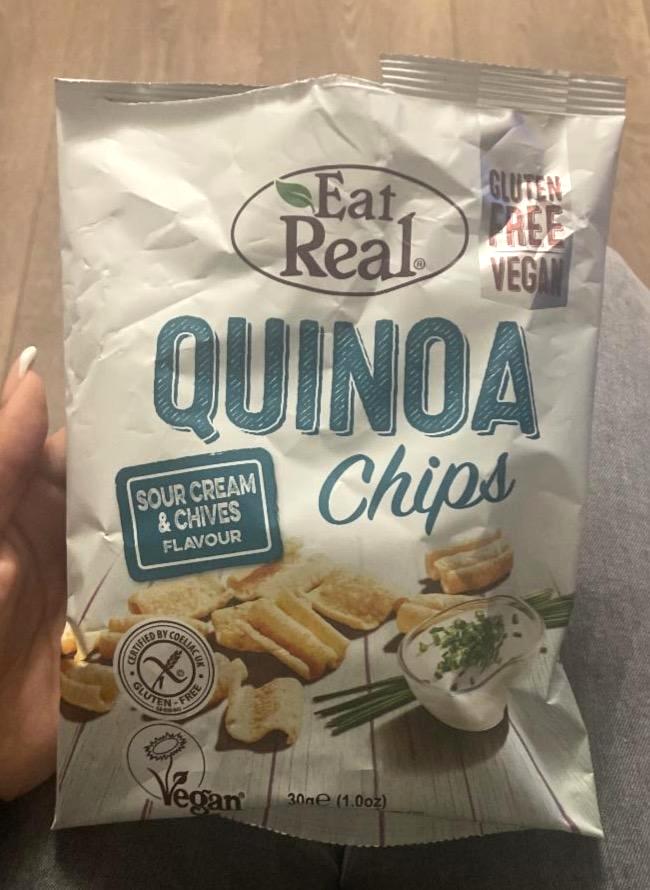 Eat
Real®
GLUTEN
FREE
VEGAN
QUINOA
Chips
SOUR CREAM
& CHIVES
FLAVOUR
CERTIFIED BY COELIAC UK
GLUTEN-FREE
Vegan
30g℮ (1.0oz)